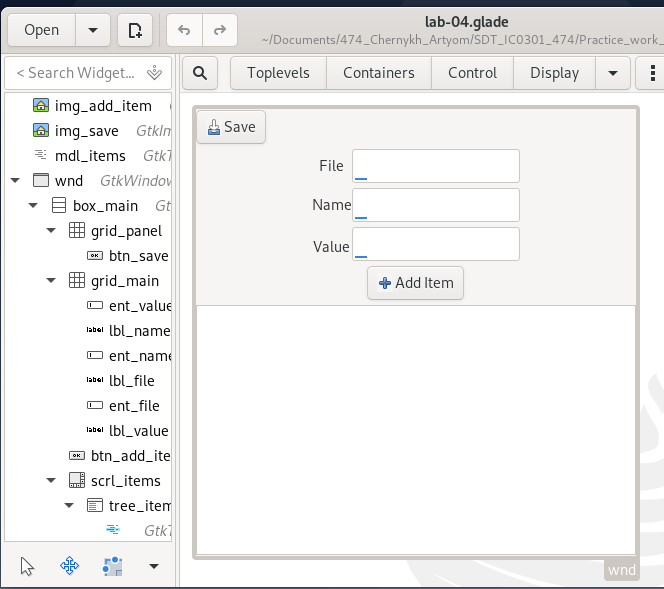 Open
lab-04.glade
~/Documents/474_Chernykh_Artyom/SDT_IC0301_474/Practice_work_
< Search Widget...
Toplevels Containers Control Display
img_add_item
img_save GtkIm
mdl_items GtkT
wnd GtkWindow
box_main Gt
grid_panel
btn_save
grid_main
ent_value
lbl_name
ent_name
lbl_file
ent_file
lbl_value
btn_add_ite
scrl_items
tree_item
GtkT
Save
File
Name
Value
Add Item
wnd